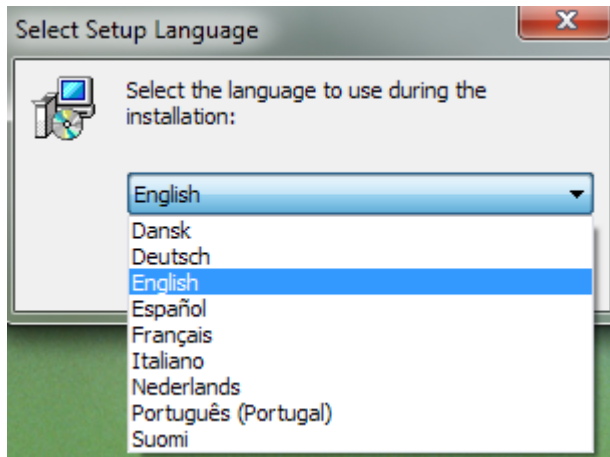 Select Setup Language
Select the language to use during the
installation:
English
Dansk
Deutsch
English
Español
Français
Italiano
Nederlands
Português (Portugal)
Suomi